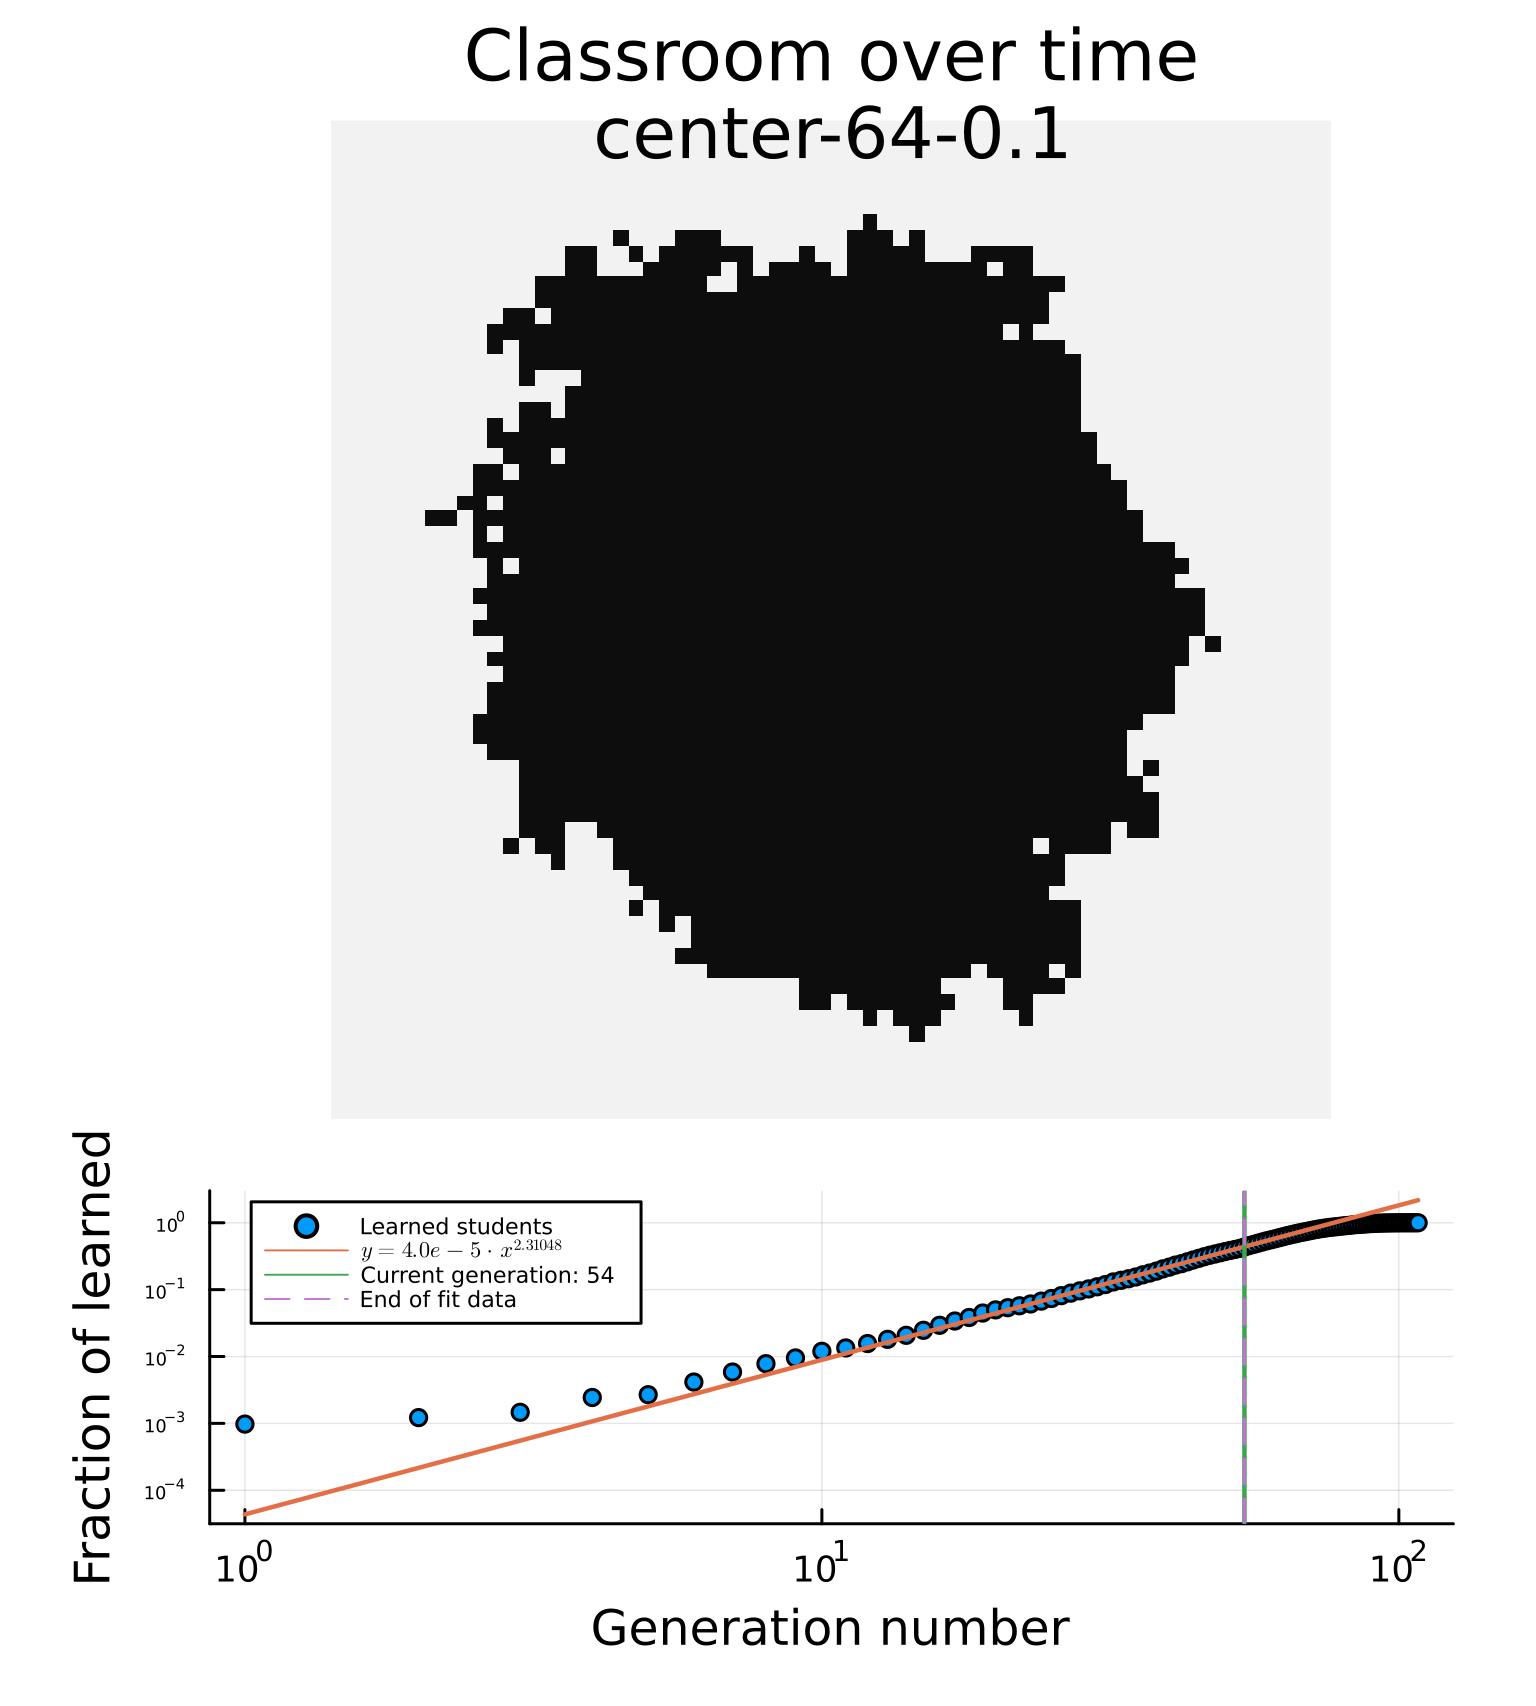 Classroom over time
center-64-0.1
Fraction of learned
10^0
10^−1
10^−2
10^−3
10^−4
Learned students
y = 4.0e − 5 · x^2.31048
Current generation: 54
End of fit data
10^0
10^1
10^2
Generation number